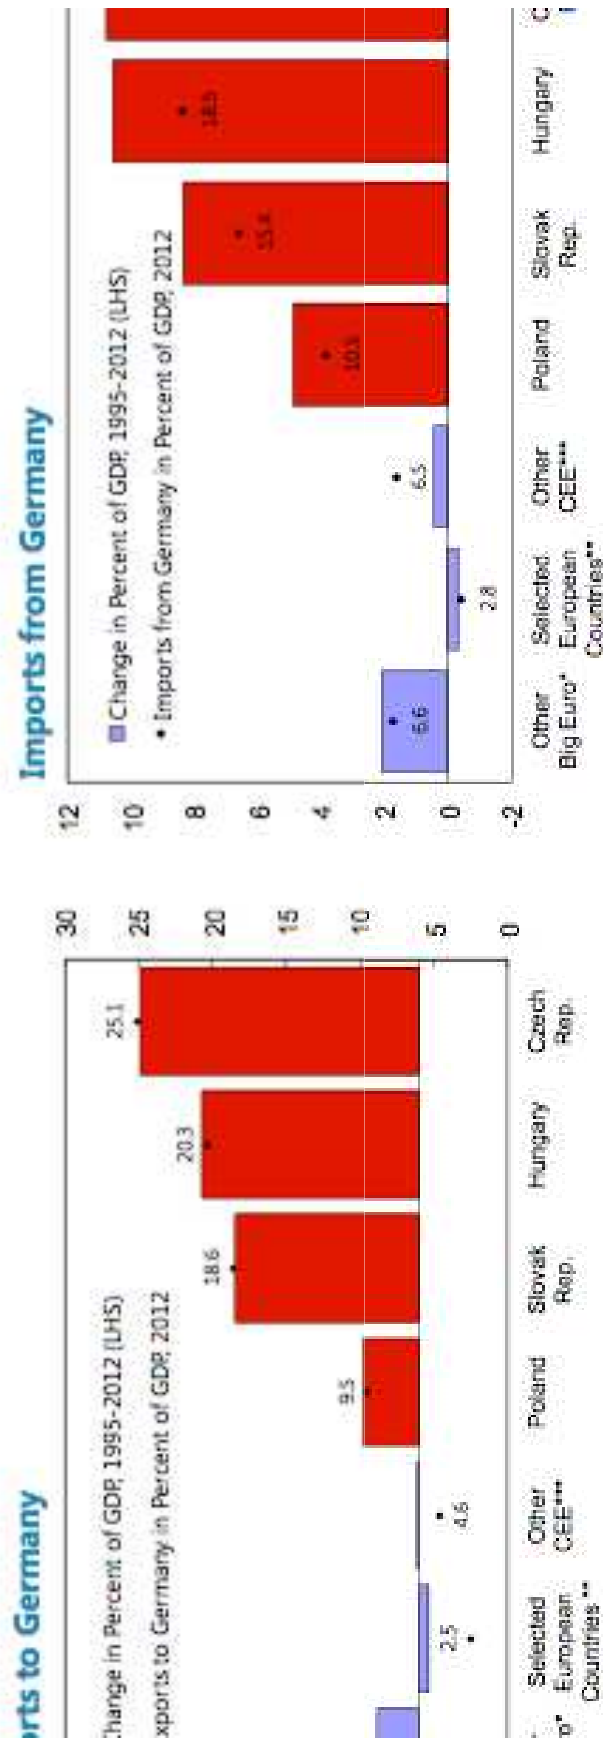 rts to Germany
Change in Percent of GDP, 1995-2012 (LHS)
xports to Germany in Percent of GDP, 2012
25.1
20.3
18.6
9.5
4.6
2.5
30
25
20
15
10
5
0
ro*
Selected
European
Countries**
Other
CEE***
Poland
Slovak
Rep.
Hungary
Czech
Rep.
Imports from Germany
Change in Percent of GDP, 1995-2012 (LHS)
• Imports from Germany in Percent of GDP, 2012
12
10
8
6
4
2
0
-2
6.6
2.8
6.5
10.5
18.5
Other
Big Euro*
Selected
European
Countries**
Other
CEE***
Poland
Slovak
Rep.
Hungary
C